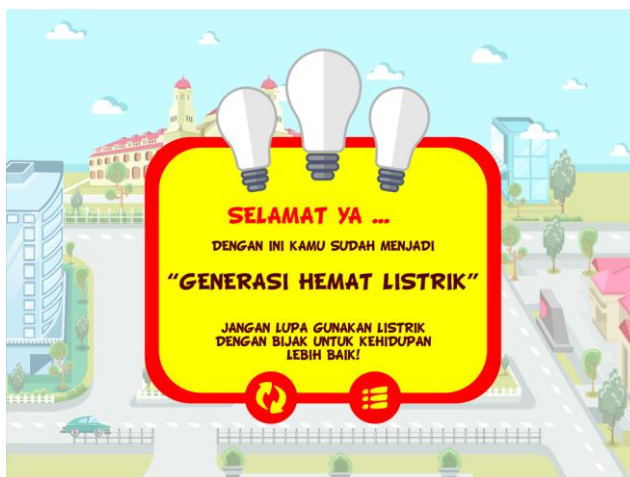 SELAMAT YA ...
DENGAN INI KAMU SUDAH MENJADI
“GENERASI HEMAT LISTRIK”
JANGAN LUPA GUNAKAN LISTRIK
DENGAN BIJAK UNTUK KEHIDUPAN
LEBIH BAIK!